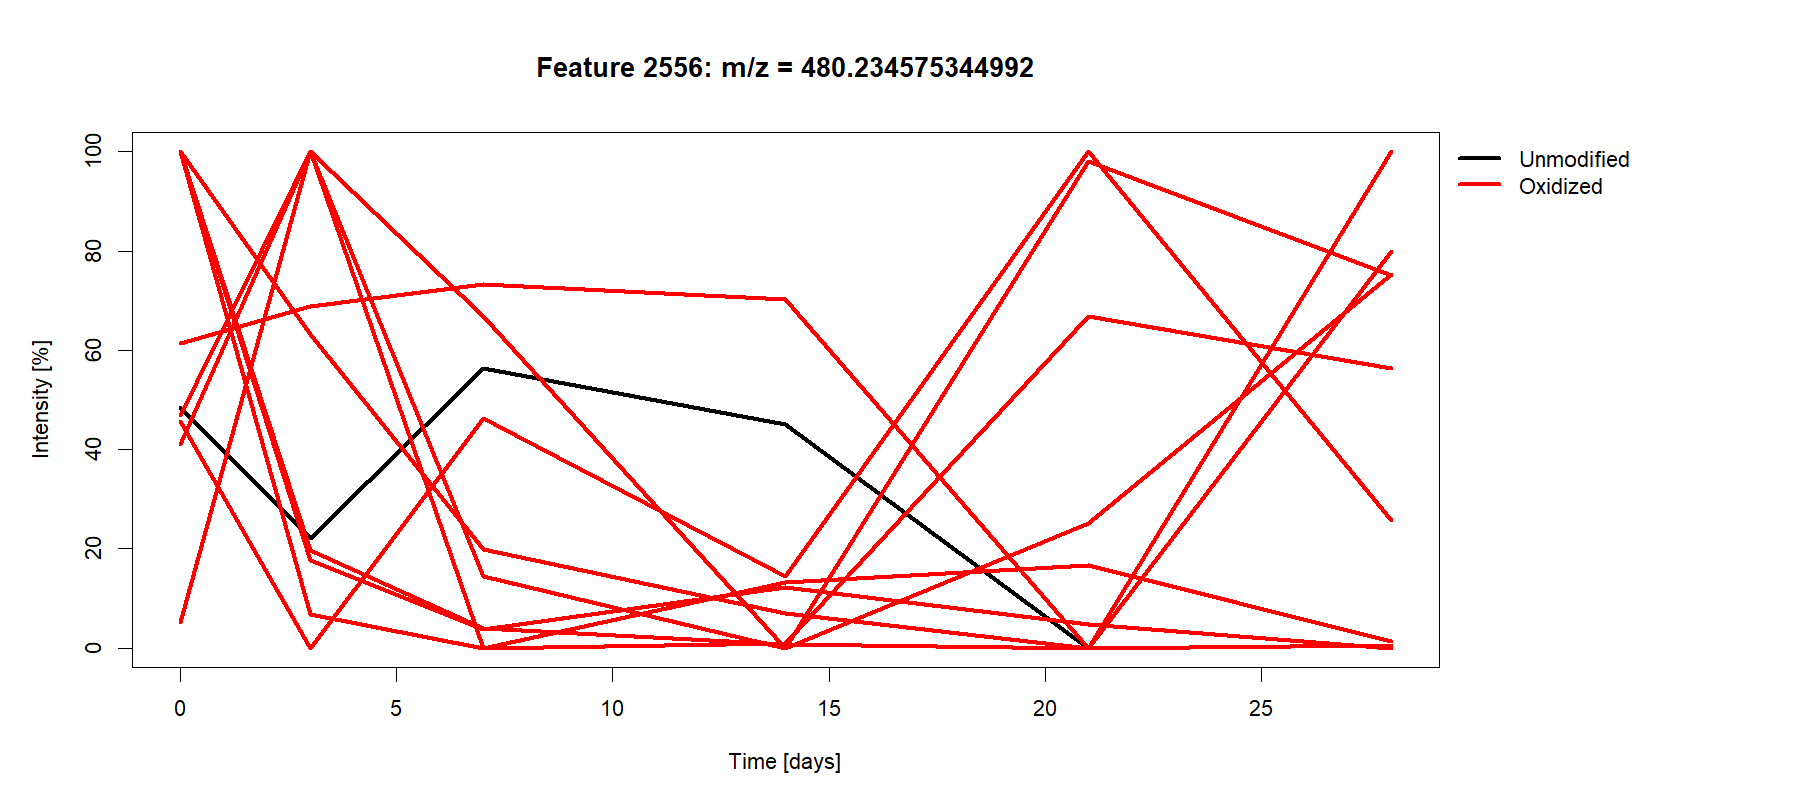 Feature 2556: m/z = 480.234575344992
Unmodified
Oxidized
Intensity [%]
100
80
60
40
20
0
0 5 10 15 20 25
Time [days]